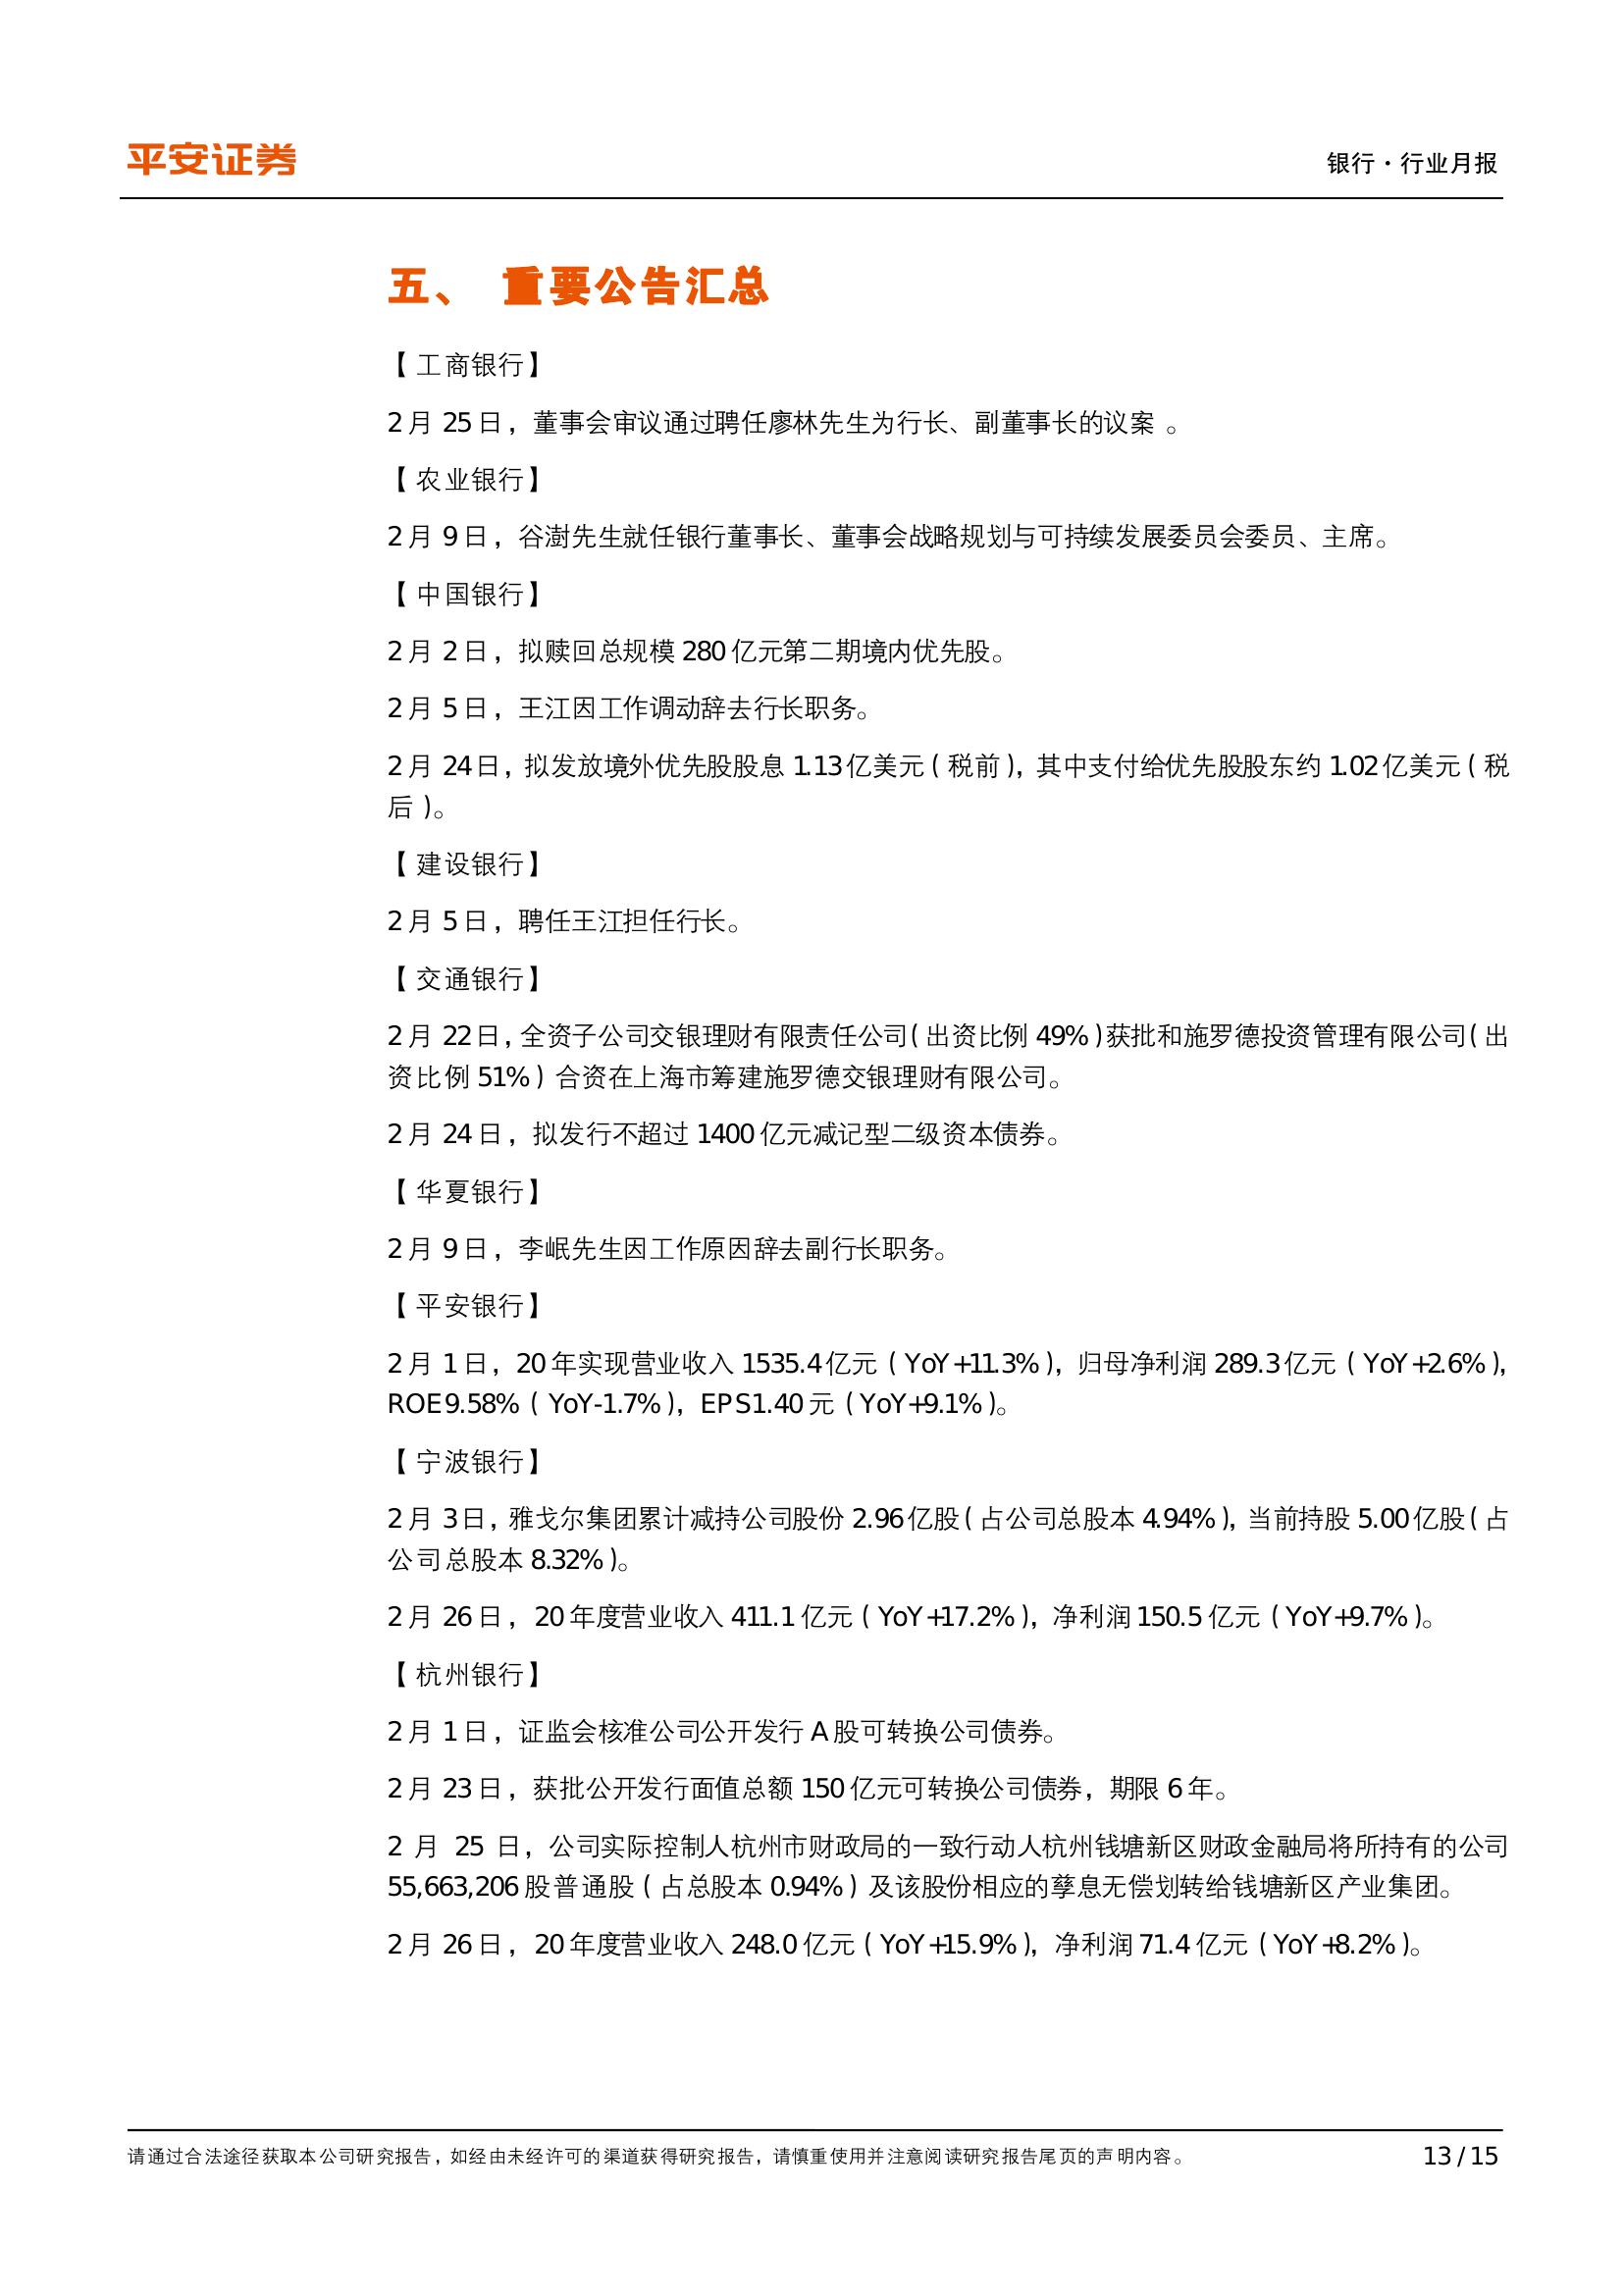 平安证券
银行·行业月报
五、 重要公告汇总
【工商银行】
2月25日，董事会审议通过聘任廖林先生为行长、副董事长的议案 。
【农业银行】
2月9日，谷澍先生就任银行董事长、董事会战略规划与可持续发展委员会委员、主席。
【中国银行】
2月2日，拟赎回总规模280亿元第二期境内优先股。
2月5日，王江因工作调动辞去行长职务。
2月24日，拟发放境外优先股股息1.13亿美元（税前），其中支付给优先股股东约1.02亿美元（税
后）。
【建设银行】
2月5日，聘任王江担任行长。
【交通银行】
2月22日，全资子公司交银理财有限责任公司（出资比例49%）获批和施罗德投资管理有限公司（出
资比例51%）合资在上海市筹建施罗德交银理财有限公司。
2月24日，拟发行不超过1400亿元减记型二级资本债券。
【华夏银行】
2月9日，李岷先生因工作原因辞去副行长职务。
【平安银行】
2月1日，20年实现营业收入1535.4亿元（YoY+11.3%），归母净利润289.3亿元（YoY+2.6%），
ROE9.58%（YoY-1.7%），EPS1.40元（YoY+9.1%）。
【宁波银行】
2月3日，雅戈尔集团累计减持公司股份2.96亿股（占公司总股本4.94%），当前持股5.00亿股（占
公司总股本8.32%）。
2月26日，20年度营业收入411.1亿元（YoY+17.2%），净利润150.5亿元（YoY+9.7%）。
【杭州银行】
2月1日，证监会核准公司公开发行A股可转换公司债券。
2月23日，获批公开发行面值总额150亿元可转换公司债券，期限6年。
2月25日，公司实际控制人杭州市财政局的一致行动人杭州钱塘新区财政金融局将所持有的公司
55,663,206股普通股（占总股本0.94%）及该股份相应的孳息无偿划转给钱塘新区产业集团。
2月26日，20年度营业收入248.0亿元（YoY+15.9%），净利润71.4亿元（YoY+8.2%）。
请通过合法途径获取本公司研究报告，如经由未经许可的渠道获得研究报告，请慎重使用并注意阅读研究报告尾页的声明内容。
13 / 15